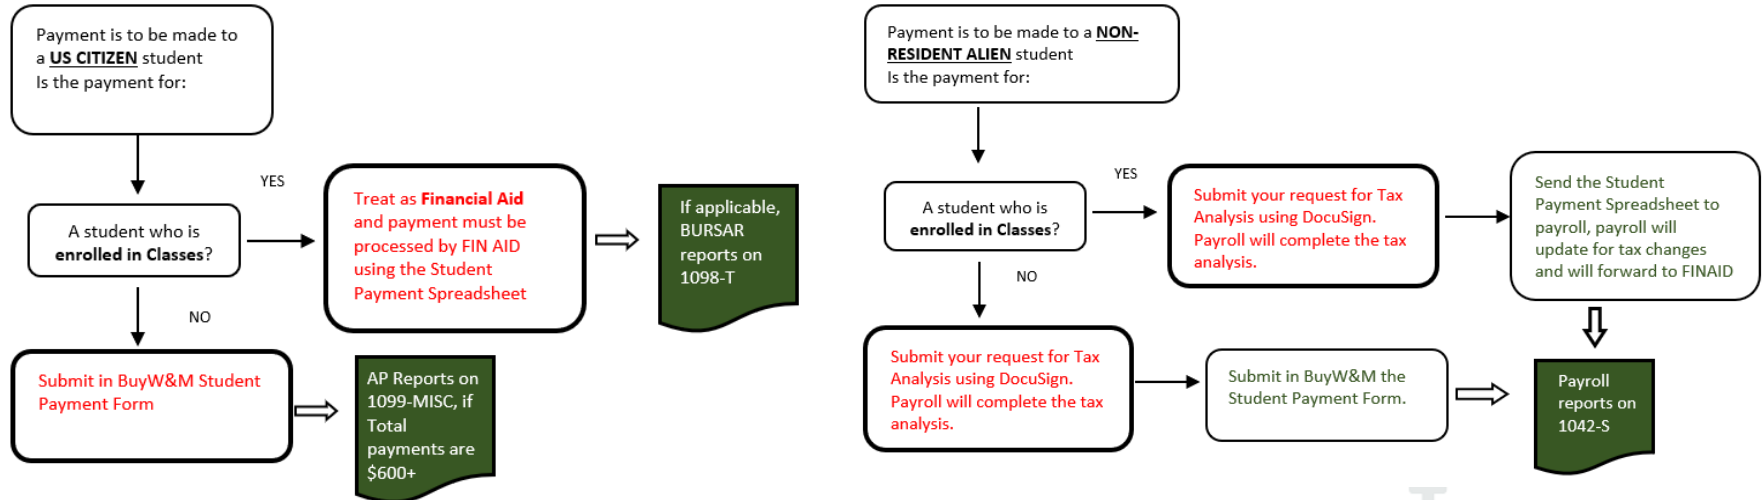 Payment is to be made to
a US CITIZEN student
Is the payment for:
A student who is
enrolled in Classes?
YES
Treat as Financial Aid
and payment must be
processed by FIN AID
using the Student
Payment Spreadsheet
If applicable,
BURSAR
reports on
1098-T
NO
Submit in BuyW&M Student
Payment Form
AP Reports on
1099-MISC, if
Total
payments are
$600+
Payment is to be made to a NON-
RESIDENT ALIEN student
Is the payment for:
A student who is
enrolled in Classes?
YES
Submit your request for Tax
Analysis using DocuSign.
Payroll will complete the tax
analysis.
Send the Student
Payment Spreadsheet to
payroll, payroll will
update for tax changes
and will forward to FINAID
NO
Submit your request for Tax
Analysis using DocuSign.
Payroll will complete the tax
analysis.
Submit in BuyW&M the
Student Payment Form.
Payroll
reports on
1042-S